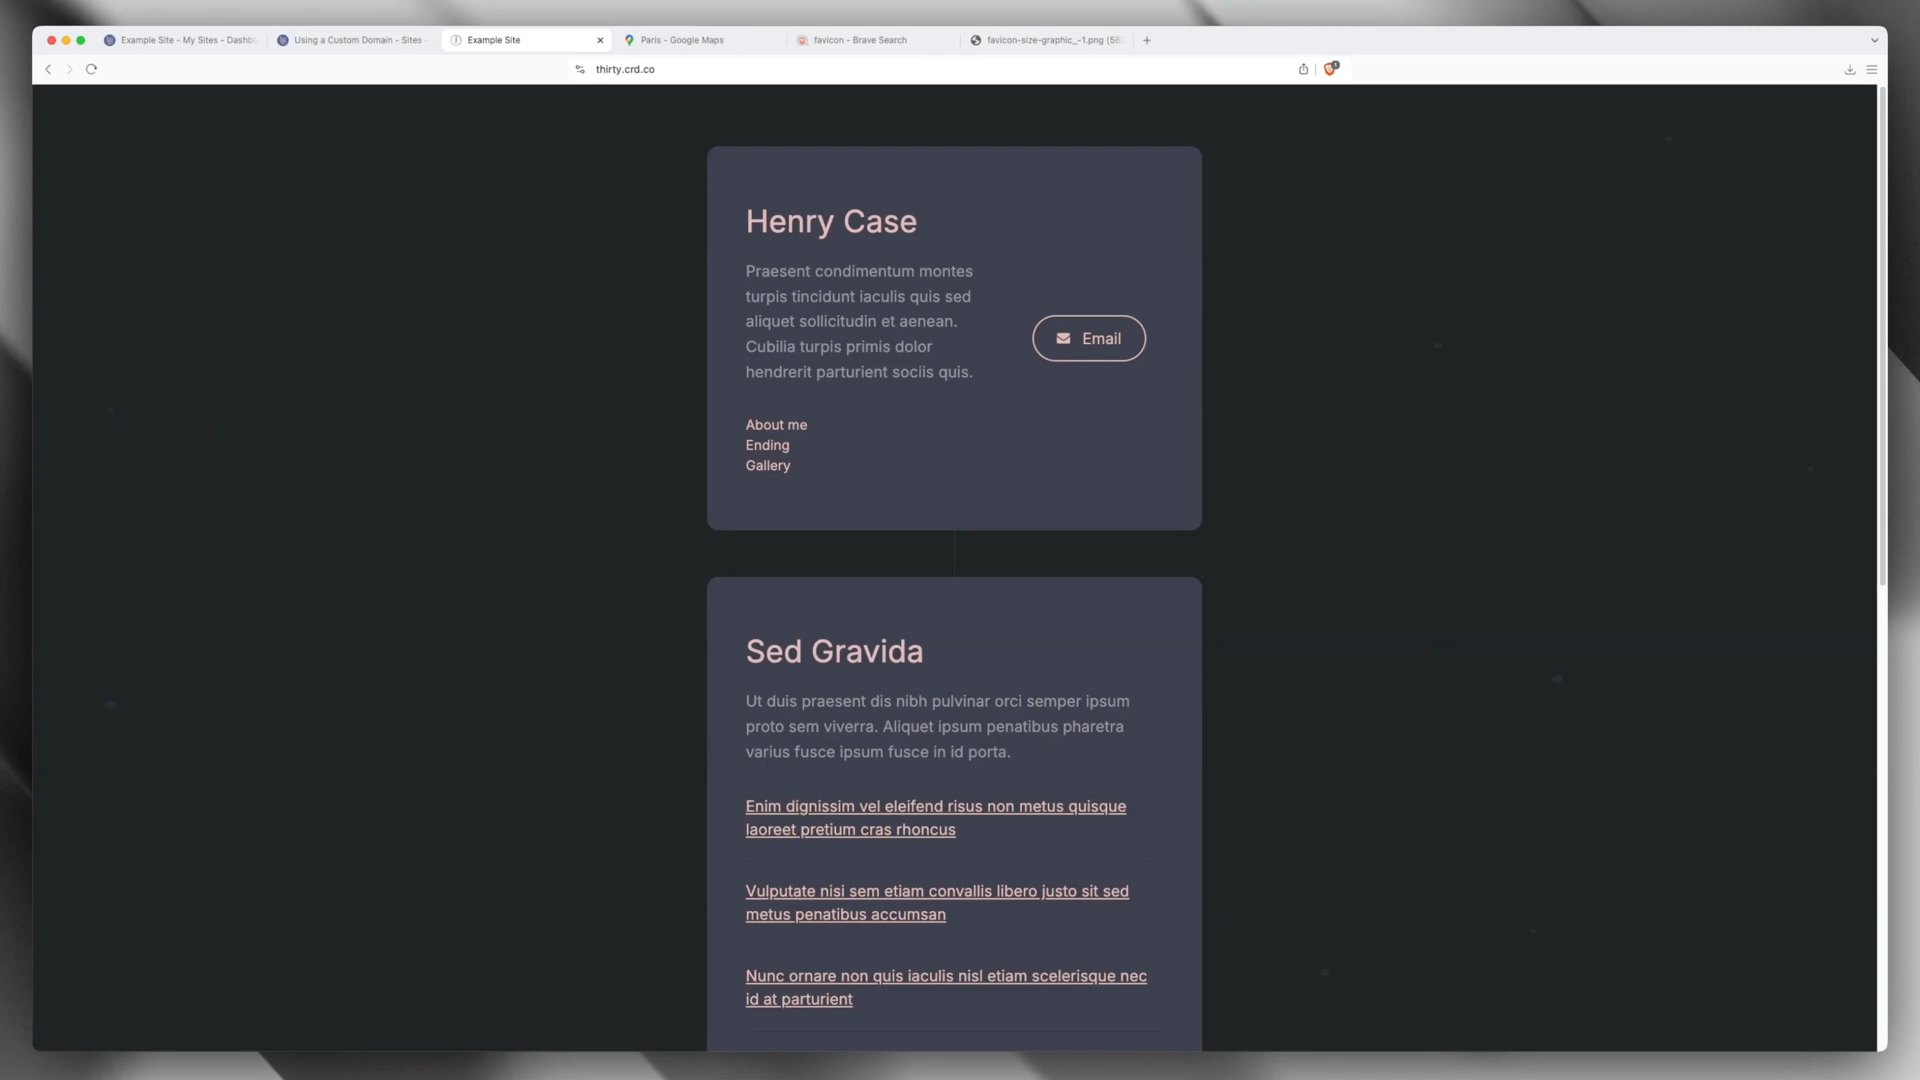 Example Site - My Sites - Dashb
Using a Custom Domain - Sites -
Example Site
Paris - Google Maps
favicon - Brave Search
favicon-size-graphic_-1.png (58
thirty.crd.co
1
Henry Case
Praesent condimentum montes
turpis tincidunt iaculis quis sed
aliquet sollicitudin et aenean.
Cubilia turpis primis dolor
hendrerit parturient sociis quis.
Email
About me
Ending
Gallery
Sed Gravida
Ut duis praesent dis nibh pulvinar orci semper ipsum
proto sem viverra. Aliquet ipsum penatibus pharetra
varius fusce ipsum fusce in id porta.
Enim dignissim vel eleifend risus non metus quisque
laoreet pretium cras rhoncus
Vulputate nisi sem etiam convallis libero justo sit sed
metus penatibus accumsan
Nunc ornare non quis iaculis nisl etiam scelerisque nec
id at parturient